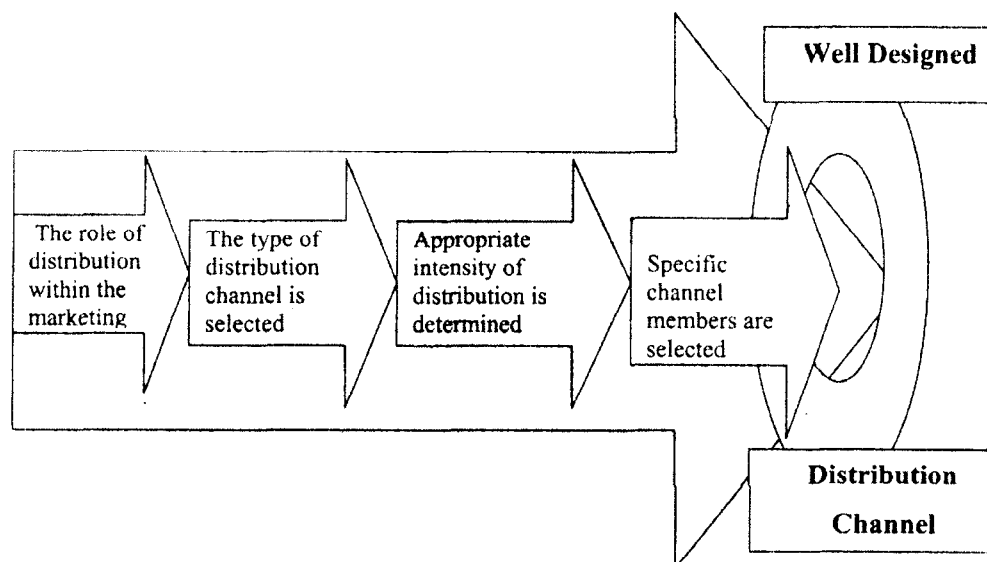 Well Designed
The role of
distribution
within the
marketing
The type of
distribution
channel is
selected
Appropriate
intensity of
distribution is
determined
Specific
channel
members are
selected
Distribution
Channel